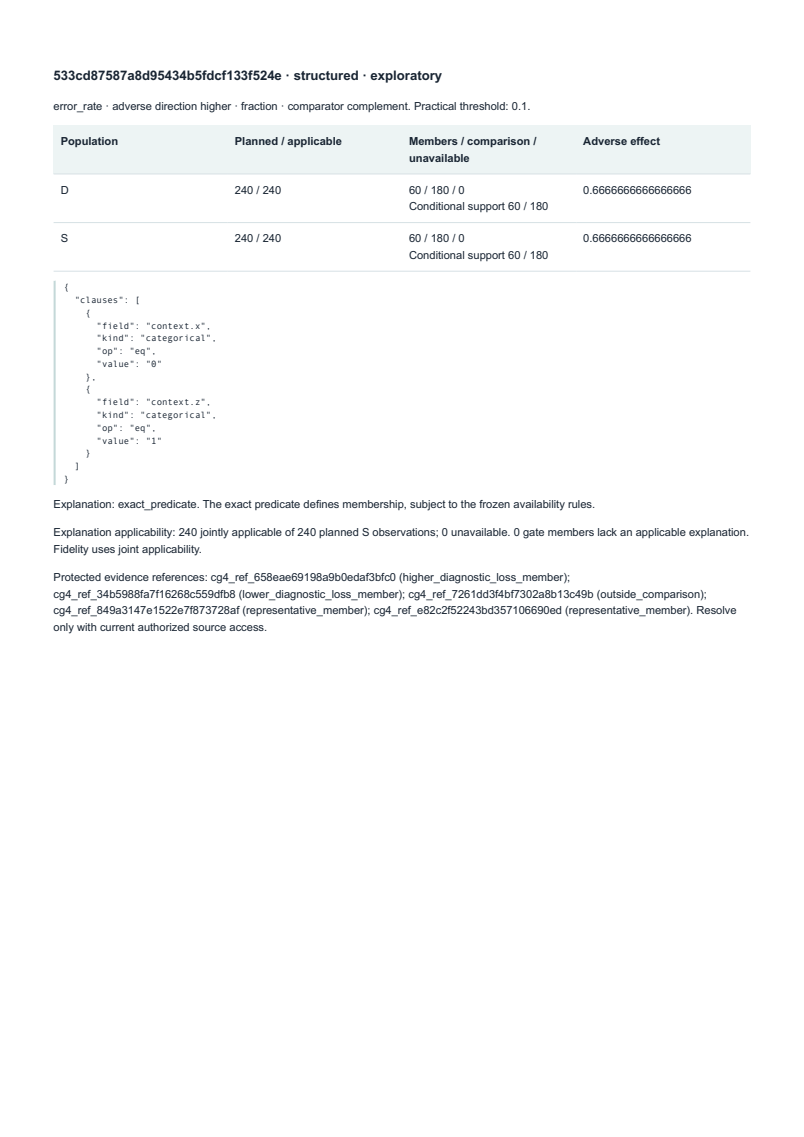 533cd87587a8d95434b5fdcf133f524e · structured · exploratory
error_rate · adverse direction higher · fraction · comparator complement. Practical threshold: 0.1.
Population Planned / applicable Members / comparison / unavailable Adverse effect
D 240 / 240 60 / 180 / 0 0.6666666666666666
Conditional support 60 / 180
S 240 / 240 60 / 180 / 0 0.6666666666666666
Conditional support 60 / 180
{
  "clauses": [
    {
      "field": "context.x",
      "kind": "categorical",
      "op": "eq",
      "value": "0"
    },
    {
      "field": "context.z",
      "kind": "categorical",
      "op": "eq",
      "value": "1"
    }
  ]
}
Explanation: exact_predicate. The exact predicate defines membership, subject to the frozen availability rules.
Explanation applicability: 240 jointly applicable of 240 planned S observations; 0 unavailable. 0 gate members lack an applicable explanation.
Fidelity uses joint applicability.
Protected evidence references: cg4_ref_658eae69198a9b0edaf3bfc0 (higher_diagnostic_loss_member);
cg4_ref_34b5988fa7f16268c559dfb8 (lower_diagnostic_loss_member); cg4_ref_7261dd3f4bf7302a8b13c49b (outside_comparison);
cg4_ref_849a3147e1522e7f873728af (representative_member); cg4_ref_e82c2f52243bd357106690ed (representative_member). Resolve
only with current authorized source access.